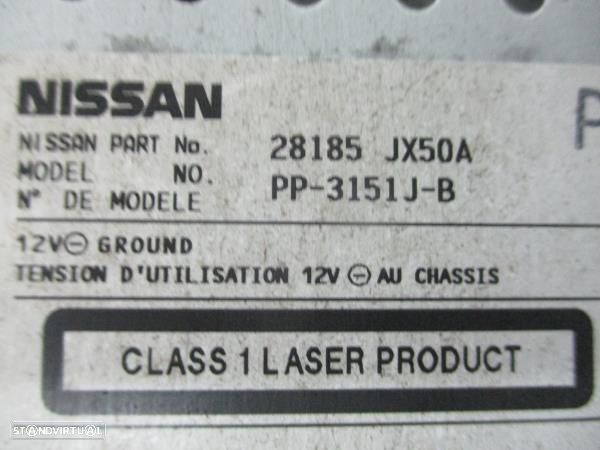 NISSAN P
NISSAN PART No. 28185 JX50A
MODEL NO. PP-3151J-B
N° DE MODELE
12V⊖ GROUND
TENSION D'UTILISATION 12V ⊖ AU CHASSIS
CLASS 1 LASER PRODUCT
STANDVIRTUAL